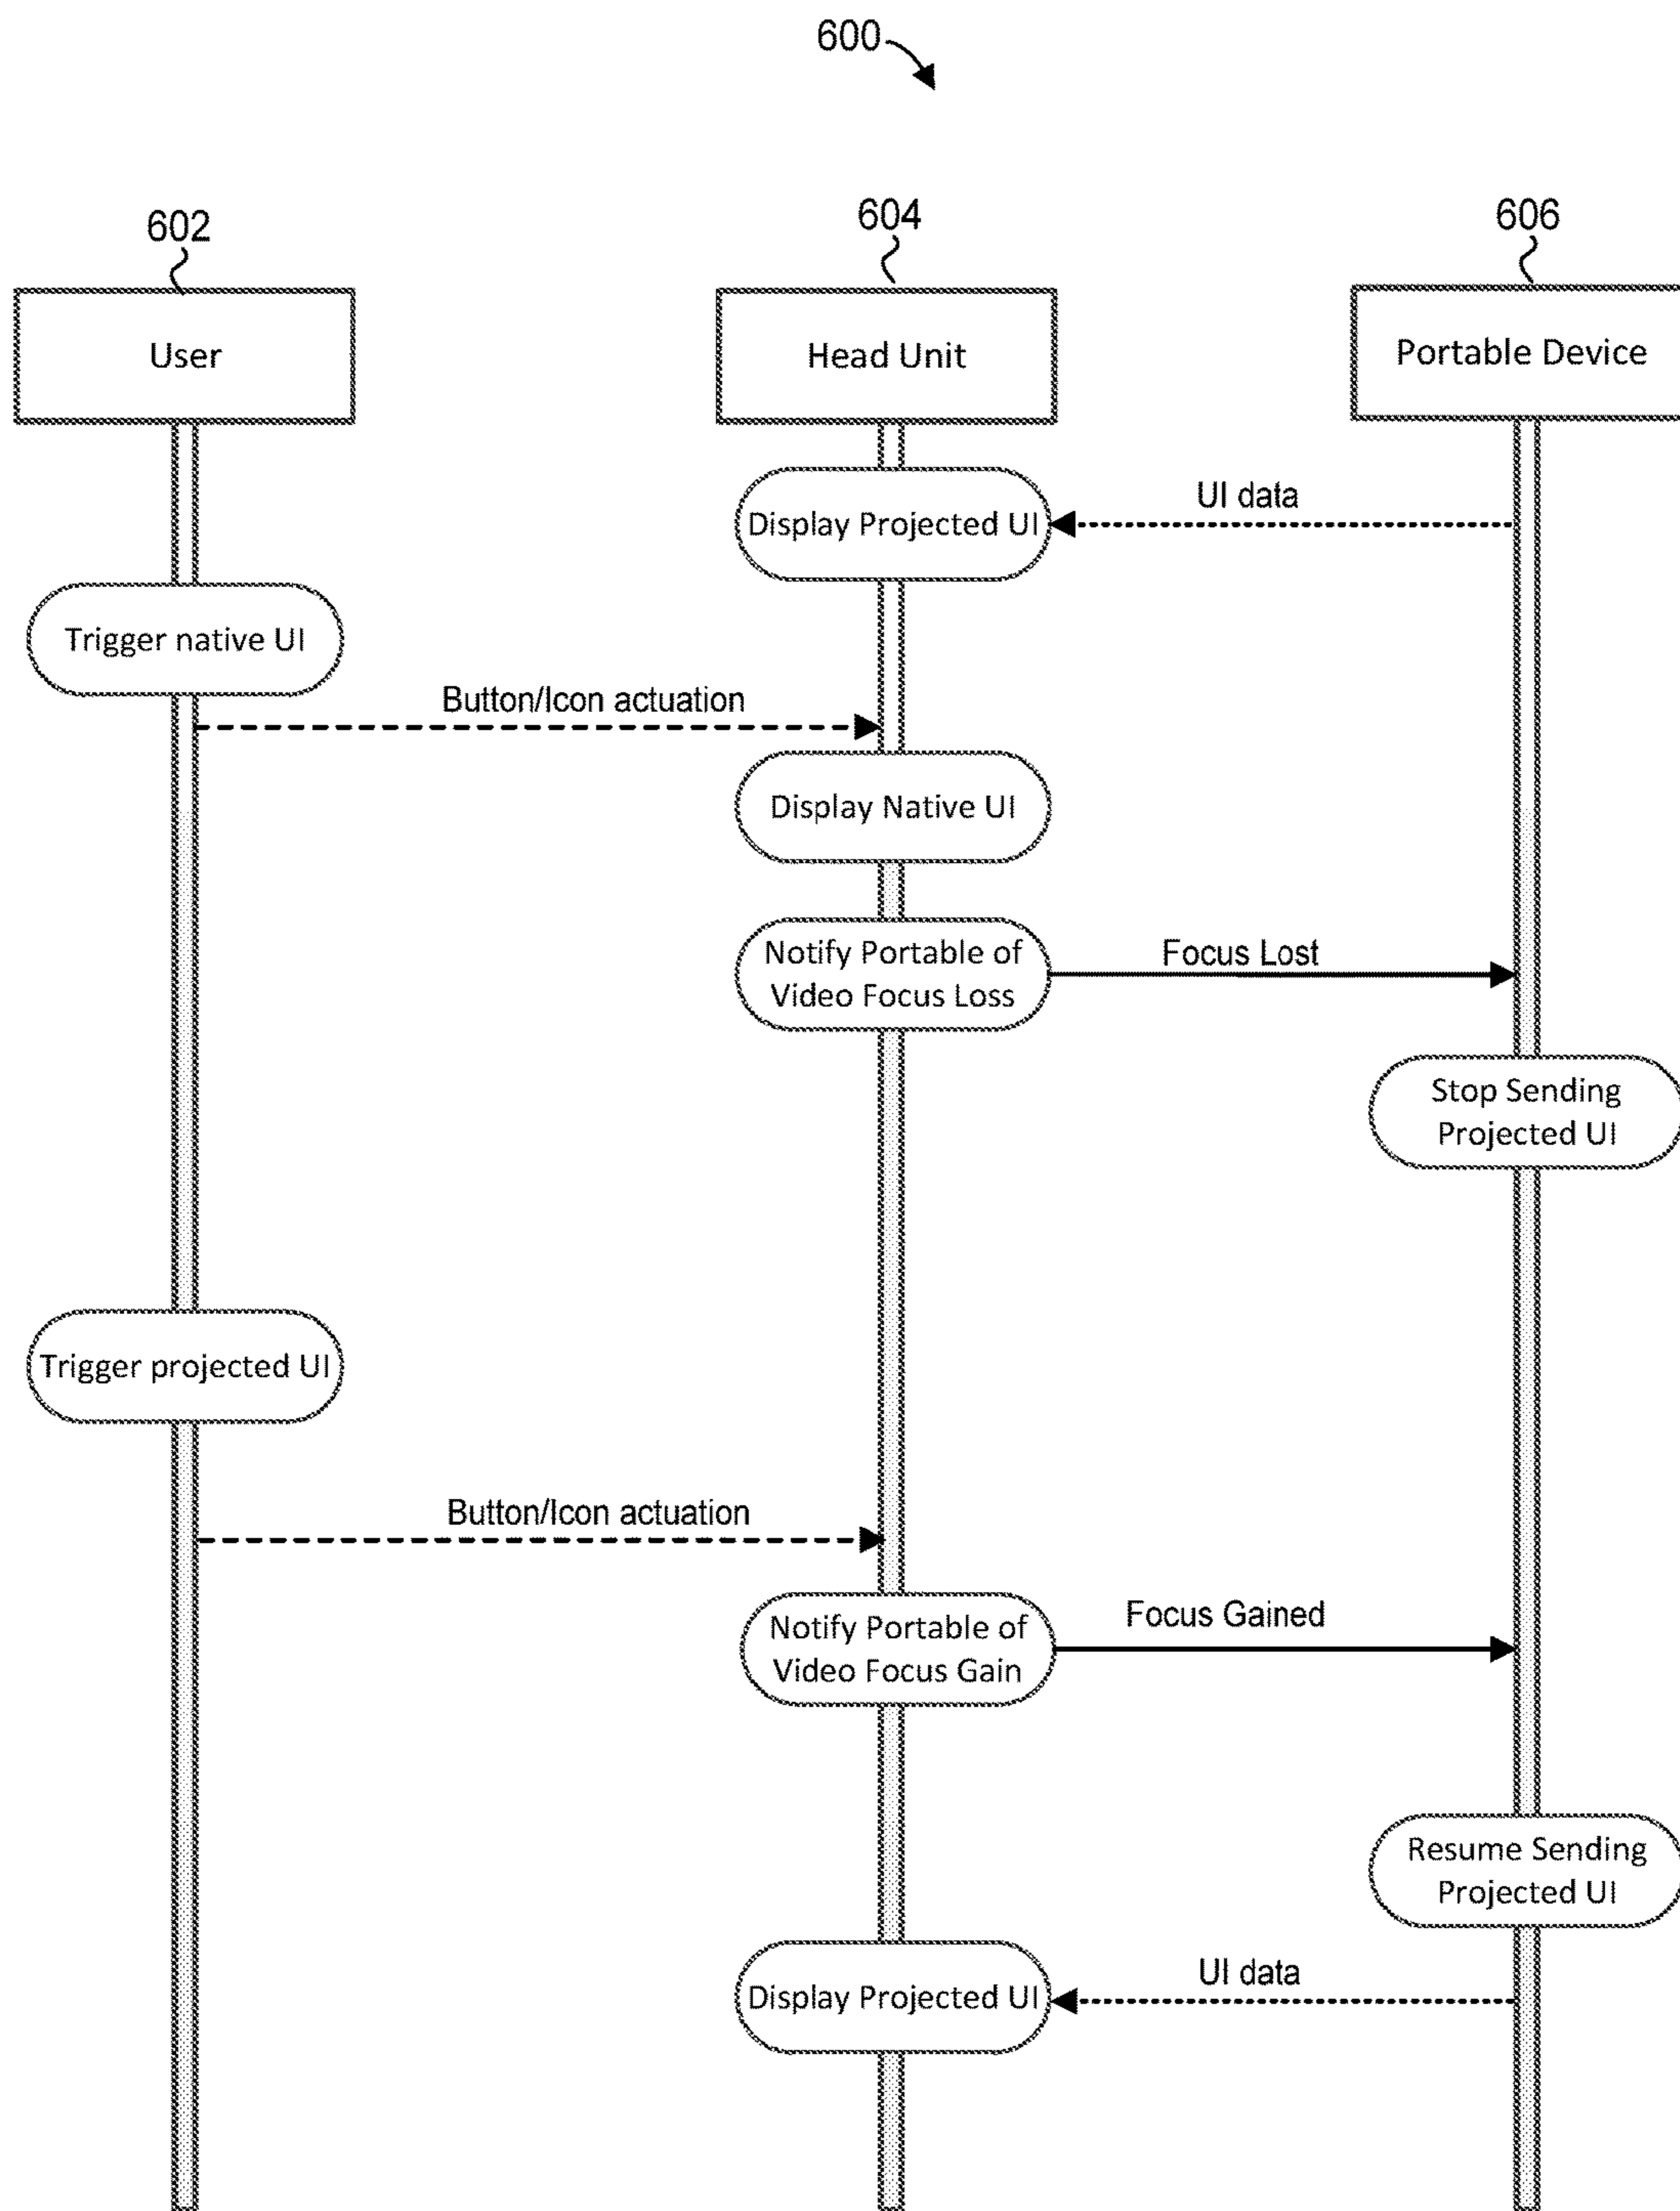 600
602
604
606
User
Head Unit
Portable Device
UI data
Display Projected UI
Trigger native UI
Button/Icon actuation
Display Native UI
Notify Portable of
Video Focus Loss
Focus Lost
Stop Sending
Projected UI
Trigger projected UI
Button/Icon actuation
Notify Portable of
Video Focus Gain
Focus Gained
Resume Sending
Projected UI
UI data
Display Projected UI